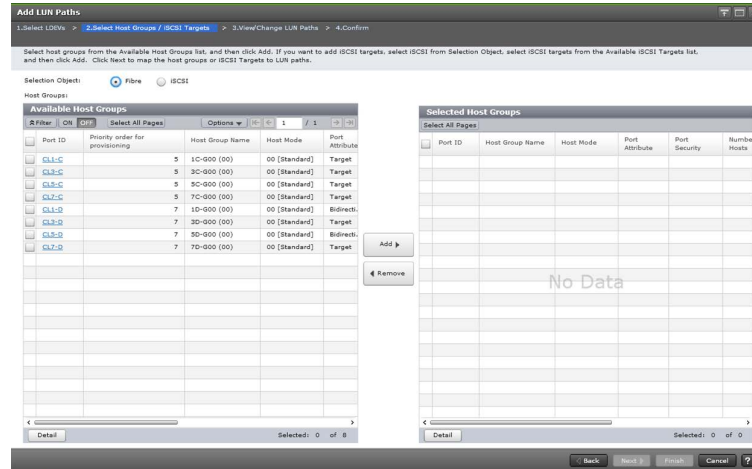 Add LUN Paths
1.Select LDEVs > 2.Select Host Groups / iSCSI Targets > 3.View/Change LUN Paths > 4.Confirm
Select host groups from the Available Host Groups list, and then click Add. If you want to add iSCSI targets, select iSCSI from Selection Object, select iSCSI targets from the Available iSCSI Targets list,
and then click Add. Click Next to map the host groups or iSCSI Targets to LUN paths.
Selection Object: Fibre iSCSI
Host Groups:
Available Host Groups
Filter ON OFF Select All Pages Options 1 / 1
Port ID Priority order for provisioning Host Group Name Host Mode Port Attribute
CL1-C 5 1C-G00 (00) 00 [Standard] Target
CL3-C 5 3C-G00 (00) 00 [Standard] Target
CL5-C 5 5C-G00 (00) 00 [Standard] Target
CL7-C 5 7C-G00 (00) 00 [Standard] Target
CL1-D 7 1D-G00 (00) 00 [Standard] Bidirecti.
CL3-D 7 3D-G00 (00) 00 [Standard] Target
CL5-D 7 5D-G00 (00) 00 [Standard] Bidirecti.
CL7-D 7 7D-G00 (00) 00 [Standard] Target
Detail Selected: 0 of 8
Add
Remove
Selected Host Groups
Select All Pages
Port ID Host Group Name Host Mode Port Attribute Port Security Numbe Hosts
No Data
Detail Selected: 0 of 0
Back Next Finish Cancel ?